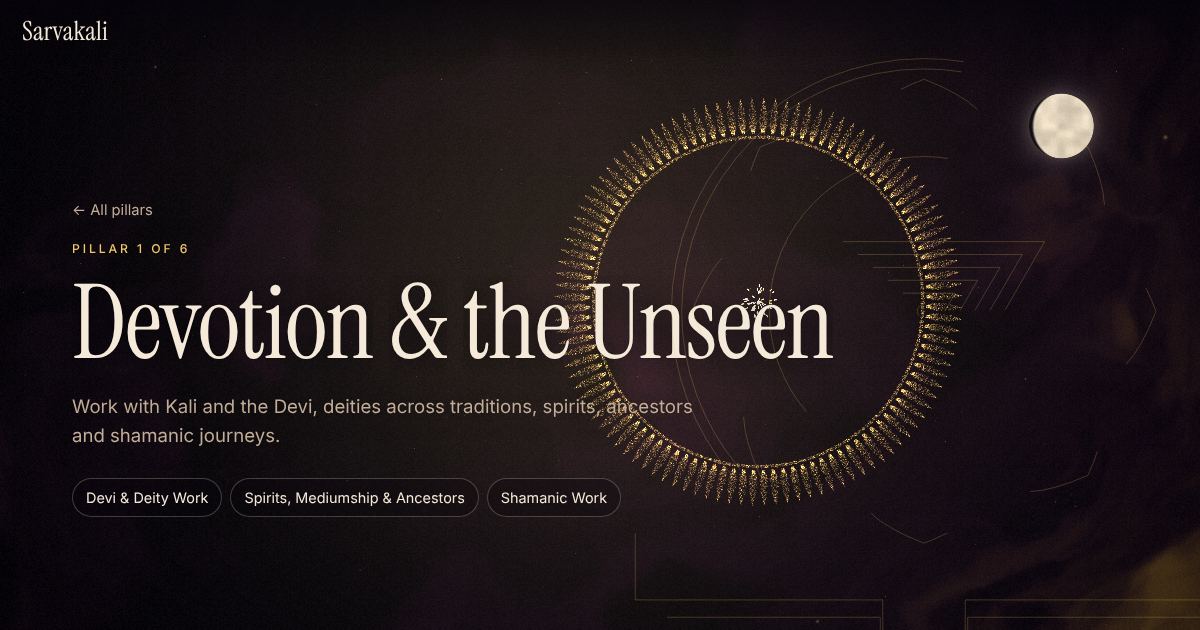 Sarvakali
← All pillars
PILLAR 1 OF 6
Devotion & the Unseen
Work with Kali and the Devi, deities across traditions, spirits, ancestors
and shamanic journeys.
Devi & Deity Work
Spirits, Mediumship & Ancestors
Shamanic Work